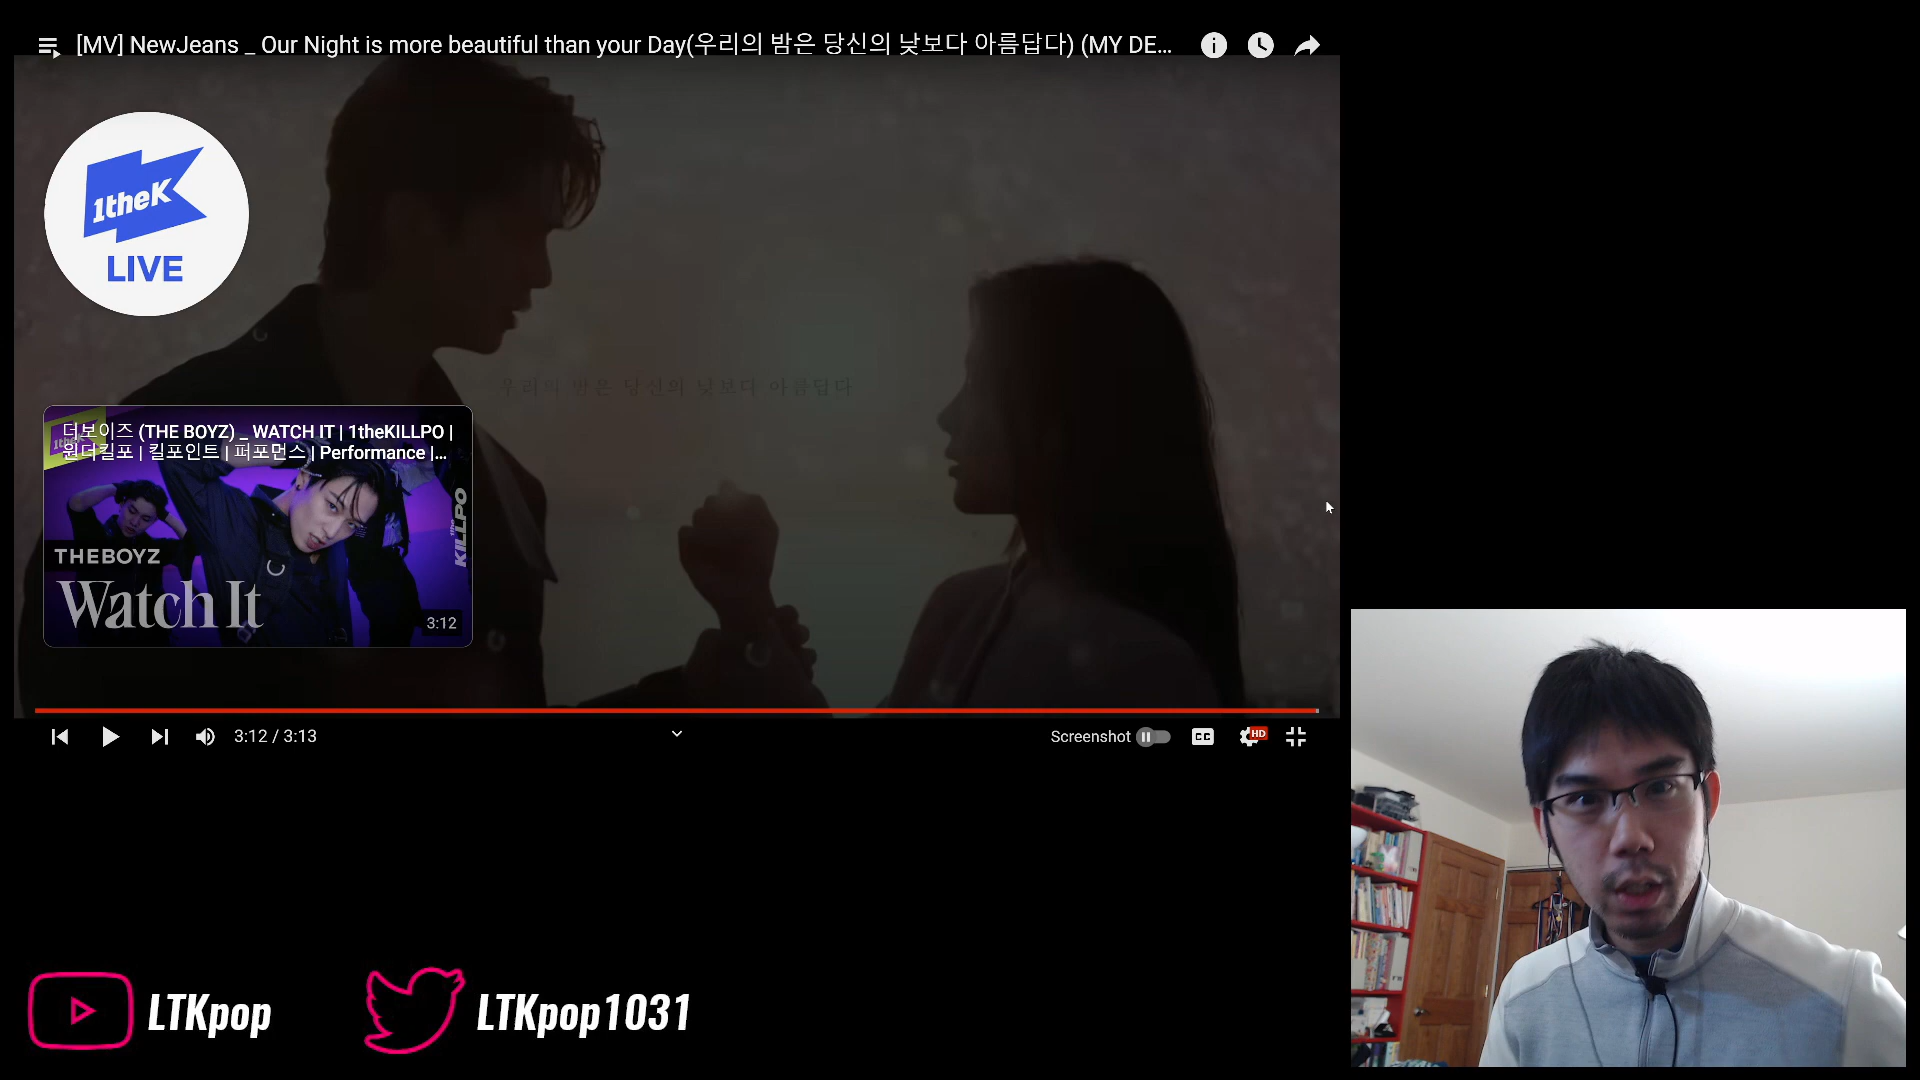 [MV] NewJeans _ Our Night is more beautiful than your Day(우리의 밤은 당신의 낮보다 아름답다) (MY DE...
1theK
LIVE
우리의 밤은 당신의 낮보다 아름답다
더보이즈 (THE BOYZ) _ WATCH IT | 1theKILLPO |
원더킬포 | 킬포인트 | 퍼포먼스 | Performance |...
1the
KILLPO
THEBOYZ
Watch It
3:12
3:12 / 3:13
Screenshot
CC
HD
LTKpop
LTKpop1031